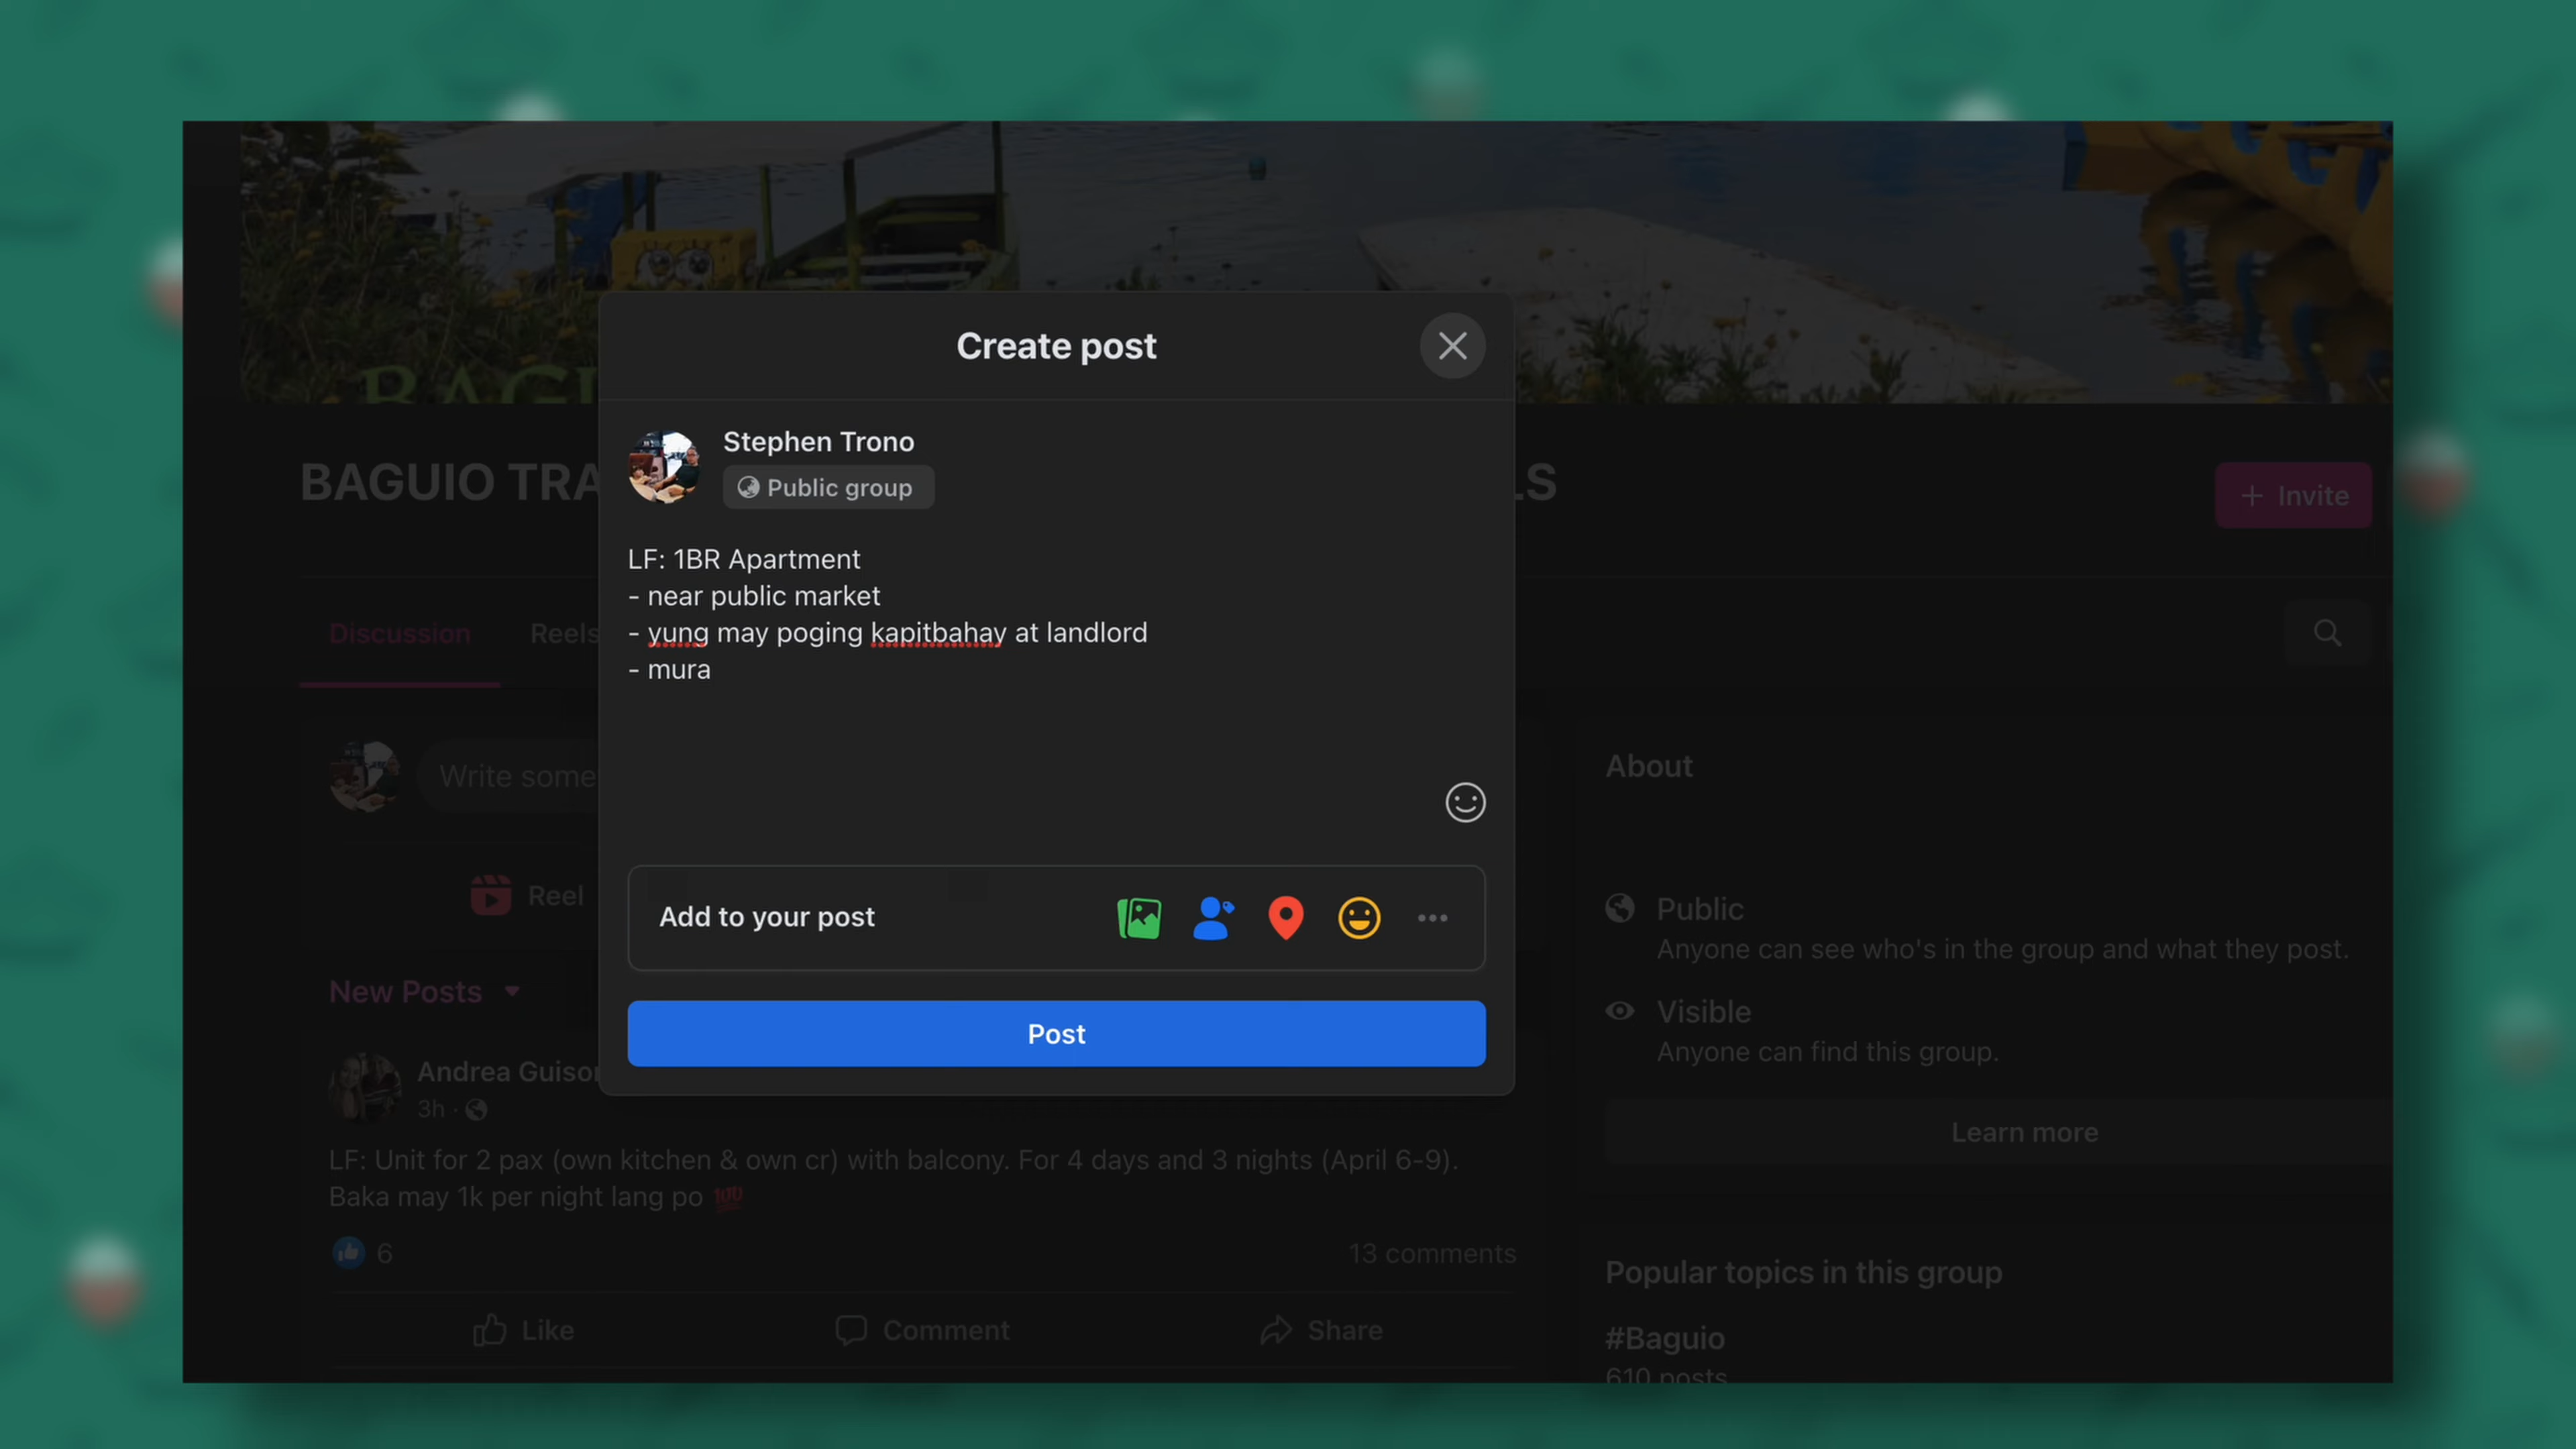 BAGUIO TRA
LS
Invite
Discussion
Reels
Create post
Stephen Trono
Public group
LF: 1BR Apartment
- near public market
- yung may poging kapitbahay at landlord
- mura
Add to your post
Post
Write some
Reel
New Posts
Andrea Guison
3h ·
LF: Unit for 2 pax (own kitchen & own cr) with balcony. For 4 days and 3 nights (April 6-9).
Baka may 1k per night lang po 💯
6
13 comments
Like
Comment
Share
About
Public
Anyone can see who's in the group and what they post.
Visible
Anyone can find this group.
Learn more
Popular topics in this group
#Baguio
610 posts